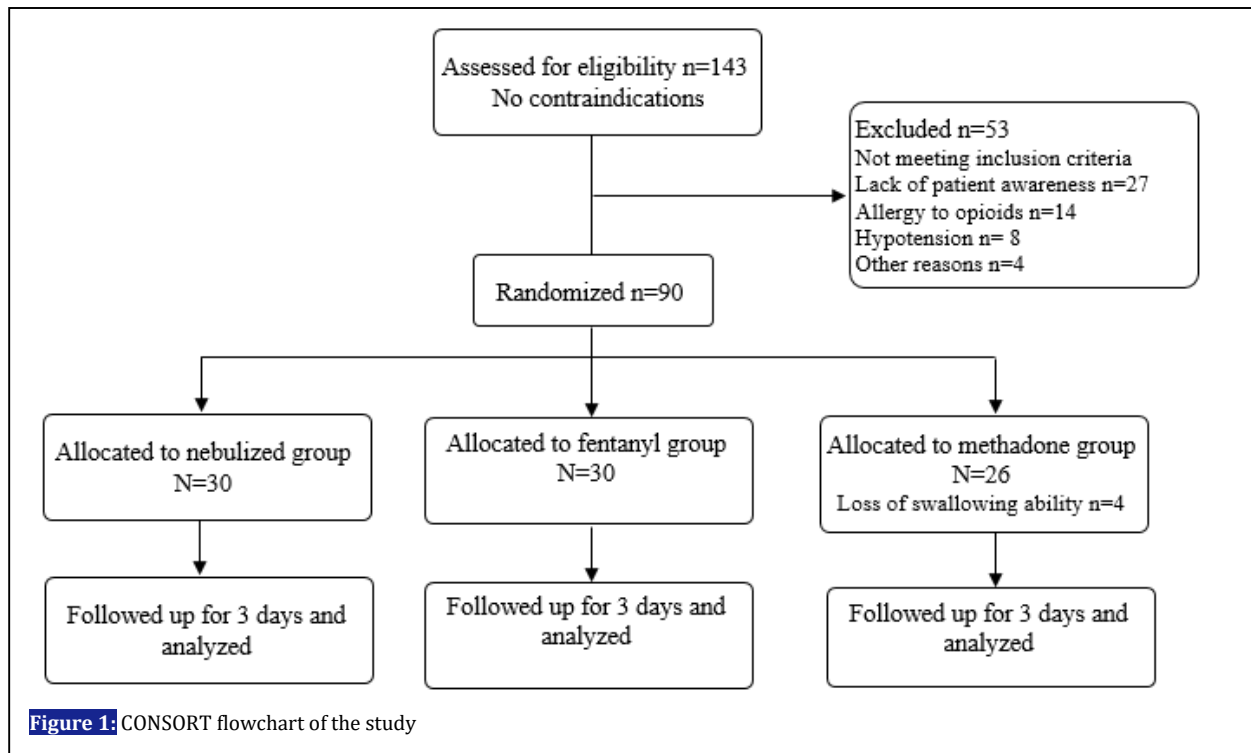 Assessed for eligibility n=143
No contraindications
Excluded n=53
Not meeting inclusion criteria
Lack of patient awareness n=27
Allergy to opioids n=14
Hypotension n= 8
Other reasons n=4
Randomized n=90
Allocated to nebulized group
N=30
Allocated to fentanyl group
N=30
Allocated to methadone group
N=26
Loss of swallowing ability n=4
Followed up for 3 days and
analyzed
Followed up for 3 days and
analyzed
Followed up for 3 days and
analyzed
Figure 1: CONSORT flowchart of the study